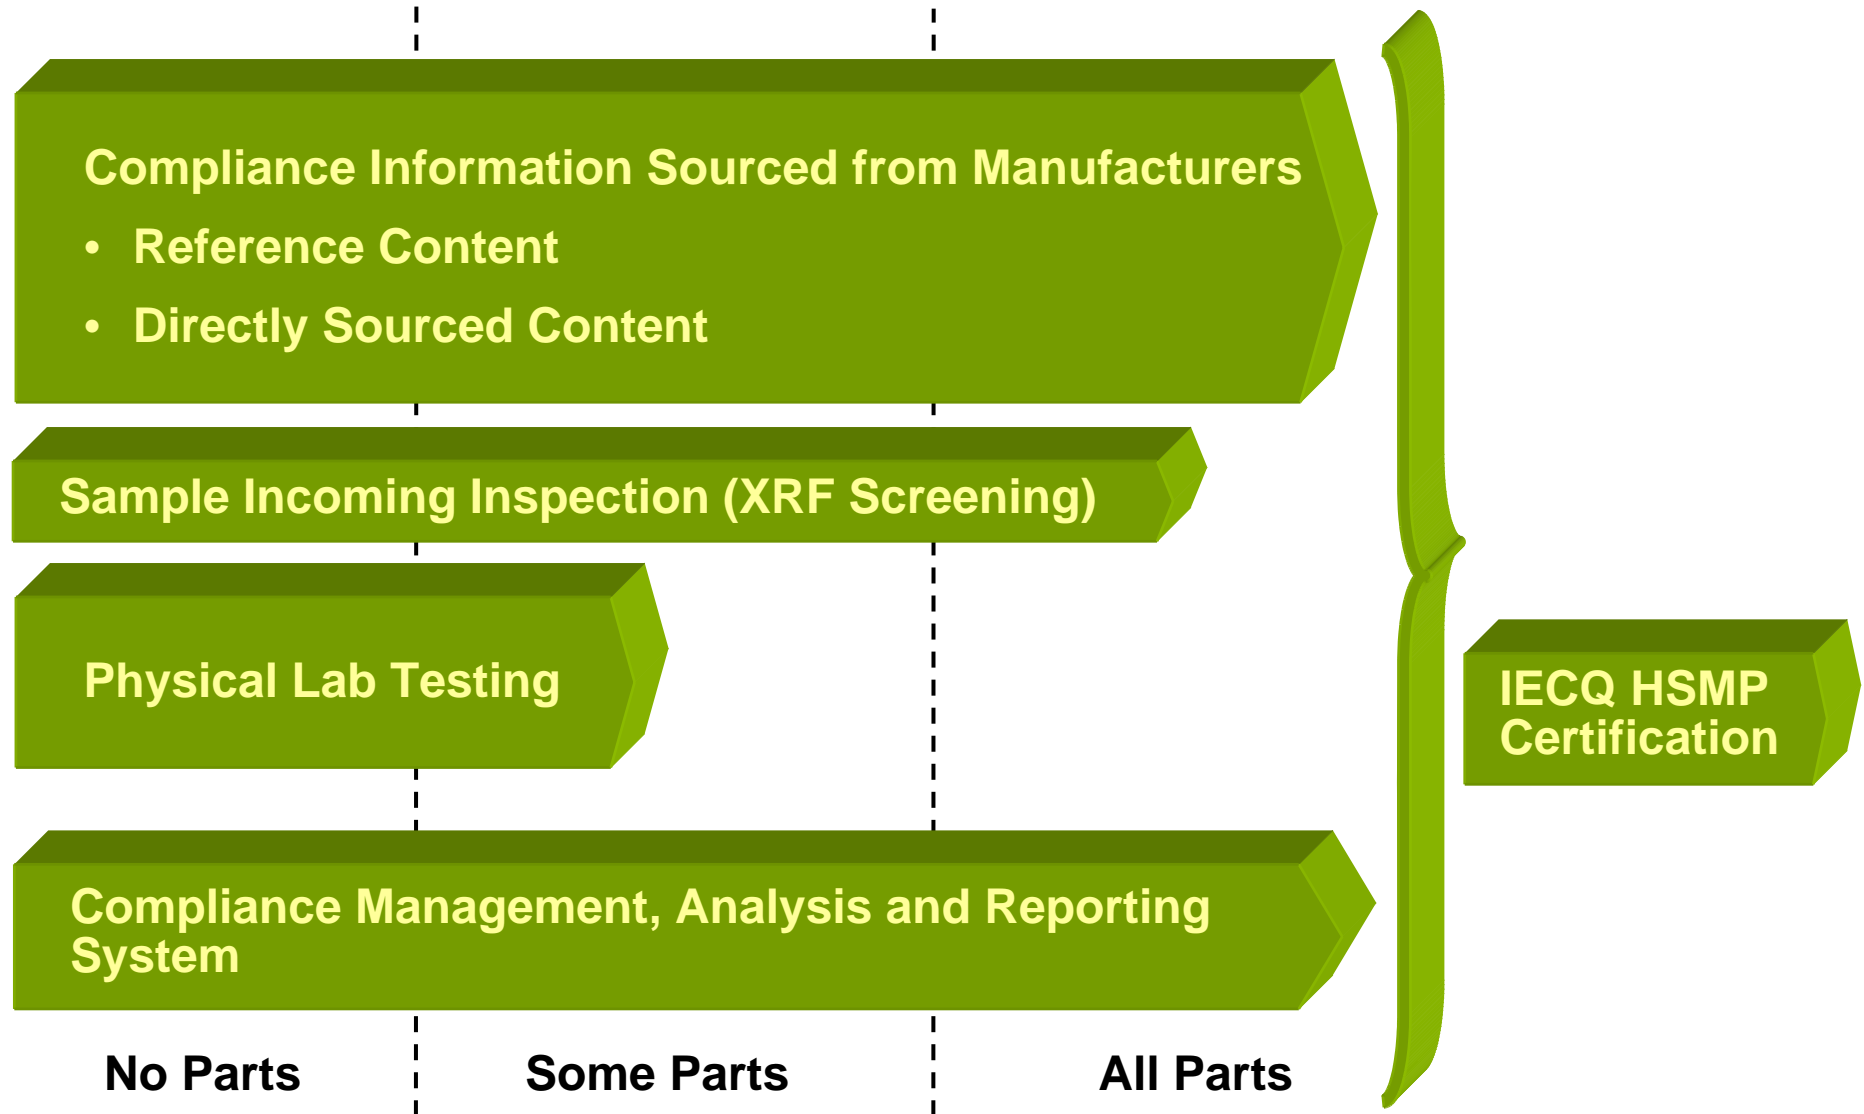 Compliance Information Sourced from Manufacturers
• Reference Content
• Directly Sourced Content
Sample Incoming Inspection (XRF Screening)
Physical Lab Testing
IECQ HSMP
Certification
Compliance Management, Analysis and Reporting
System
No Parts
Some Parts
All Parts